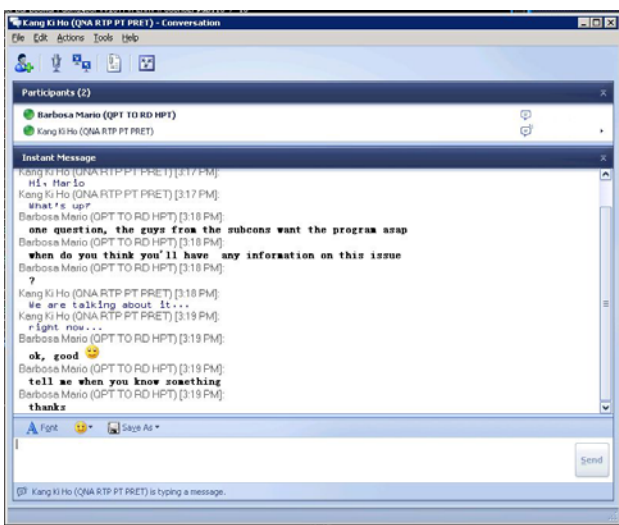 Kang Ki Ho (QNA RTP PT PRET) - Conversation
File Edit Actions Tools Help
Participants (2) x
Barbosa Mario (QPT TO RD HPT)
Kang Ki Ho (QNA RTP PT PRET)
Instant Message x
Kang Ki Ho (QNA RTP PT PRET) [3:17 PM]:
Hi, Mario
Kang Ki Ho (QNA RTP PT PRET) [3:17 PM]:
What's up?
Barbosa Mario (QPT TO RD HPT) [3:18 PM]:
one question, the guys from the subcons want the program asap
Barbosa Mario (QPT TO RD HPT) [3:18 PM]:
when do you think you'll have any information on this issue
Barbosa Mario (QPT TO RD HPT) [3:18 PM]:
?
Kang Ki Ho (QNA RTP PT PRET) [3:18 PM]:
We are talking about it...
Kang Ki Ho (QNA RTP PT PRET) [3:19 PM]:
right now...
Barbosa Mario (QPT TO RD HPT) [3:19 PM]:
ok, good
Barbosa Mario (QPT TO RD HPT) [3:19 PM]:
tell me when you know something
Barbosa Mario (QPT TO RD HPT) [3:19 PM]:
thanks
A Font Save As
Send
Kang Ki Ho (QNA RTP PT PRET) is typing a message.